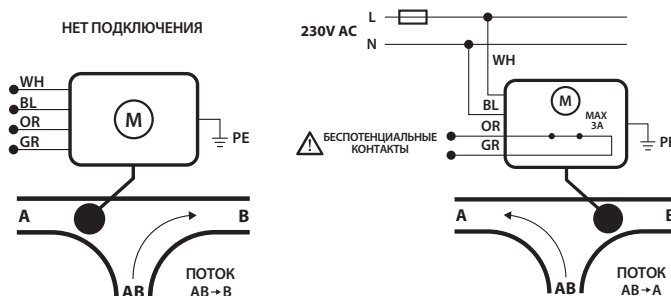 НЕТ ПОДКЛЮЧЕНИЯ
WH
BL
OR
GR
M
PE
A
B
AB
ПОТОК
AB→B
230V AC
L
N
WH
BL
OR
GR
M
MAX
3A
PE
БЕСПОТЕНЦИАЛЬНЫЕ
КОНТАКТЫ
A
B
AB
ПОТОК
AB→A